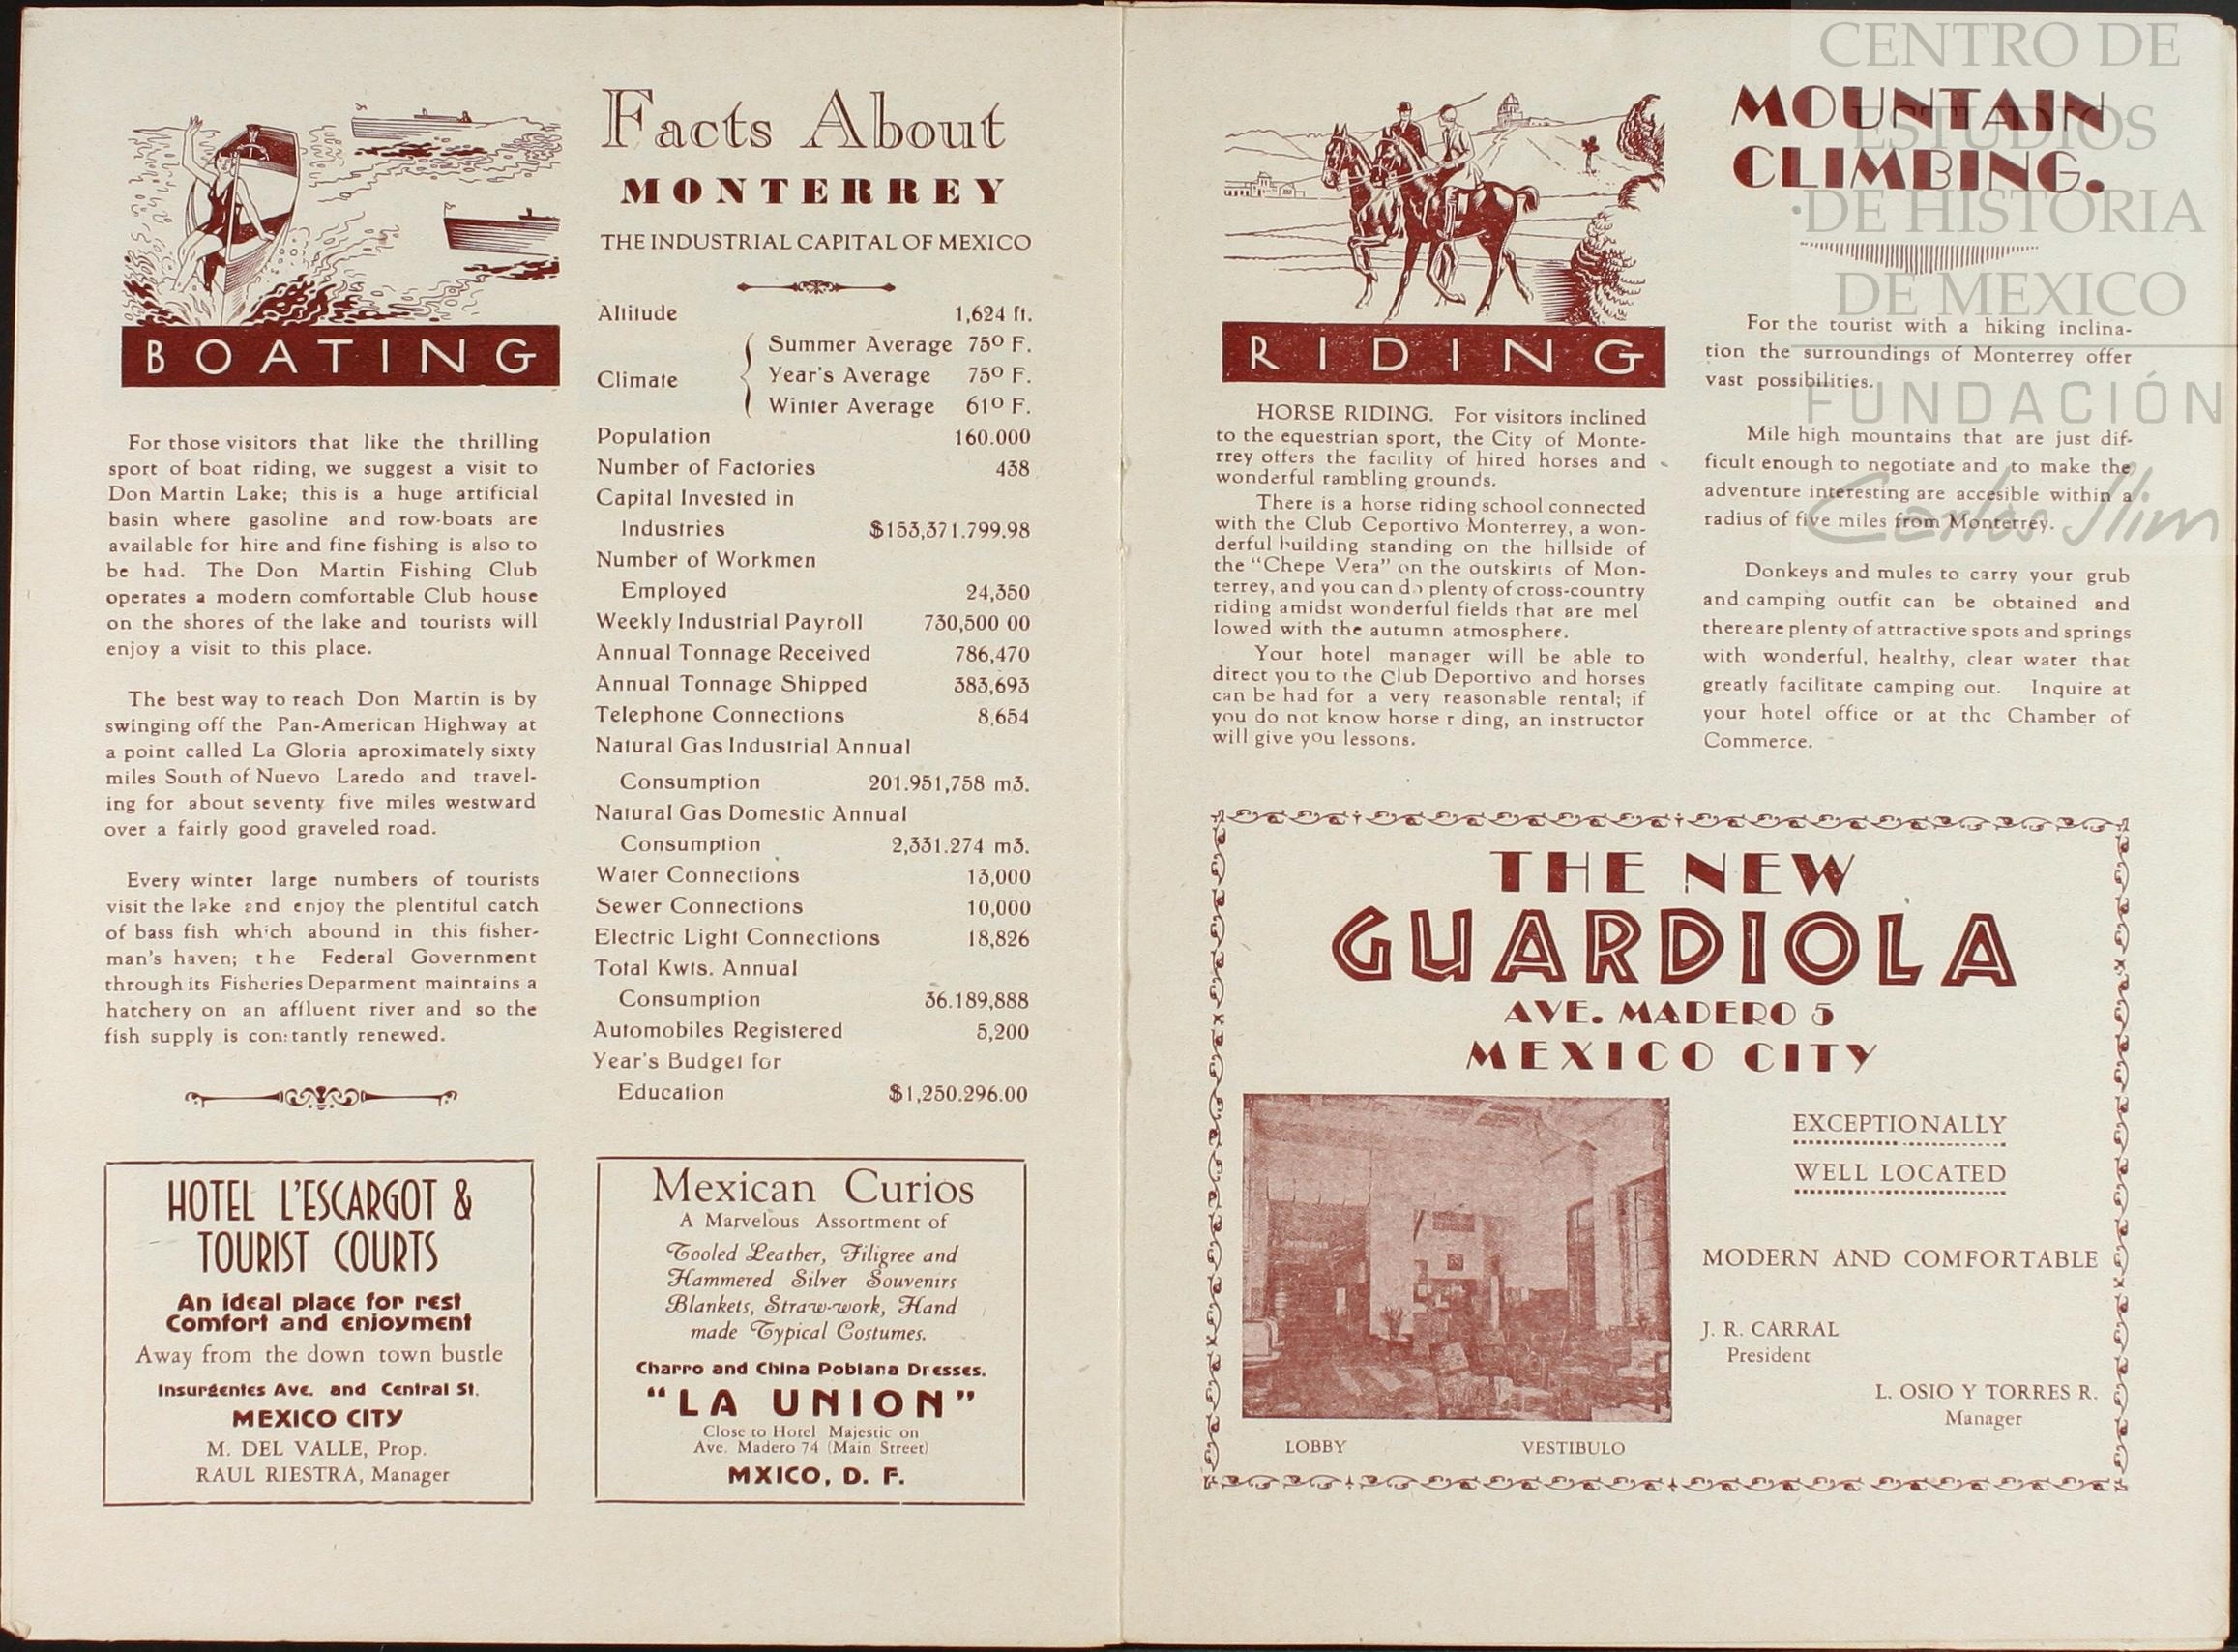 BOATING
For those visitors that like the thrilling
sport of boat riding, we suggest a visit to
Don Martin Lake; this is a huge artificial
basin where gasoline and row-boats are
available for hire and fine fishing is also to
be had. The Don Martin Fishing Club
operates a modern comfortable Club house
on the shores of the lake and tourists will
enjoy a visit to this place.
The best way to reach Don Martin is by
swinging off the Pan-American Highway at
a point called La Gloria aproximately sixty
miles South of Nuevo Laredo and travel-
ing for about seventy five miles westward
over a fairly good graveled road.
Every winter large numbers of tourists
visit the lake and enjoy the plentiful catch
of bass fish which abound in this fisher-
man's haven; the Federal Government
through its Fisheries Deparment maintains a
hatchery on an affluent river and so the
fish supply is constantly renewed.
HOTEL L'ESCARGOT &
TOURIST COURTS
An ideal place for rest
Comfort and enjoyment
Away from the down town bustle
Insurgentes Ave. and Central St.
MEXICO CITY
M. DEL VALLE, Prop.
RAUL RIESTRA, Manager
Facts About
MONTERREY
THE INDUSTRIAL CAPITAL OF MEXICO
Altitude 1,624 ft.
Summer Average 75º F.
Climate Year's Average 75º F.
Winter Average 61º F.
Population 160.000
Number of Factories 438
Capital Invested in
Industries $153,371.799.98
Number of Workmen
Employed 24,350
Weekly Industrial Payroll 730,500 00
Annual Tonnage Received 786,470
Annual Tonnage Shipped 383,693
Telephone Connections 8,654
Natural Gas Industrial Annual
Consumption 201.951,758 m3.
Natural Gas Domestic Annual
Consumption 2,331.274 m3.
Water Connections 13,000
Sewer Connections 10,000
Electric Light Connections 18,826
Total Kwts. Annual
Consumption 36.189,888
Automobiles Registered 5,200
Year's Budget for
Education $1,250.296.00
Mexican Curios
A Marvelous Assortment of
Tooled Leather, Filigree and
Hammered Silver Souvenirs
Blankets, Straw-work, Hand
made Typical Costumes.
Charro and China Poblana Dresses.
"LA UNION"
Close to Hotel Majestic on
Ave. Madero 74 (Main Street)
MXICO, D. F.
RIDING
HORSE RIDING. For visitors inclined
to the equestrian sport, the City of Monte-
rrey offers the facility of hired horses and
wonderful rambling grounds.
There is a horse riding school connected
with the Club Ceportivo Monterrey, a won-
derful building standing on the hillside of
the "Chepe Vera" on the outskirts of Mon-
terrey, and you can do plenty of cross-country
riding amidst wonderful fields that are mel
lowed with the autumn atmosphere.
Your hotel manager will be able to
direct you to the Club Deportivo and horses
can be had for a very reasonable rental; if
you do not know horse r ding, an instructor
will give you lessons.
MOUNTAIN
CLIMBING.
For the tourist with a hiking inclina-
tion the surroundings of Monterrey offer
vast possibilities.
Mile high mountains that are just dif-
ficult enough to negotiate and to make the
adventure interesting are accesible within a
radius of five miles from Monterrey.
Donkeys and mules to carry your grub
and camping outfit can be obtained and
there are plenty of attractive spots and springs
with wonderful, healthy, clear water that
greatly facilitate camping out. Inquire at
your hotel office or at the Chamber of
Commerce.
THE NEW
GUARDIOLA
AVE. MADERO 5
MEXICO CITY
EXCEPTIONALLY
WELL LOCATED
MODERN AND COMFORTABLE
J. R. CARRAL
President
L. OSIO Y TORRES R.
Manager
LOBBY VESTIBULO
CENTRO DE
ESTUDIOS
DE HISTORIA
DE MEXICO
FUNDACIÓN
Carlos Slim